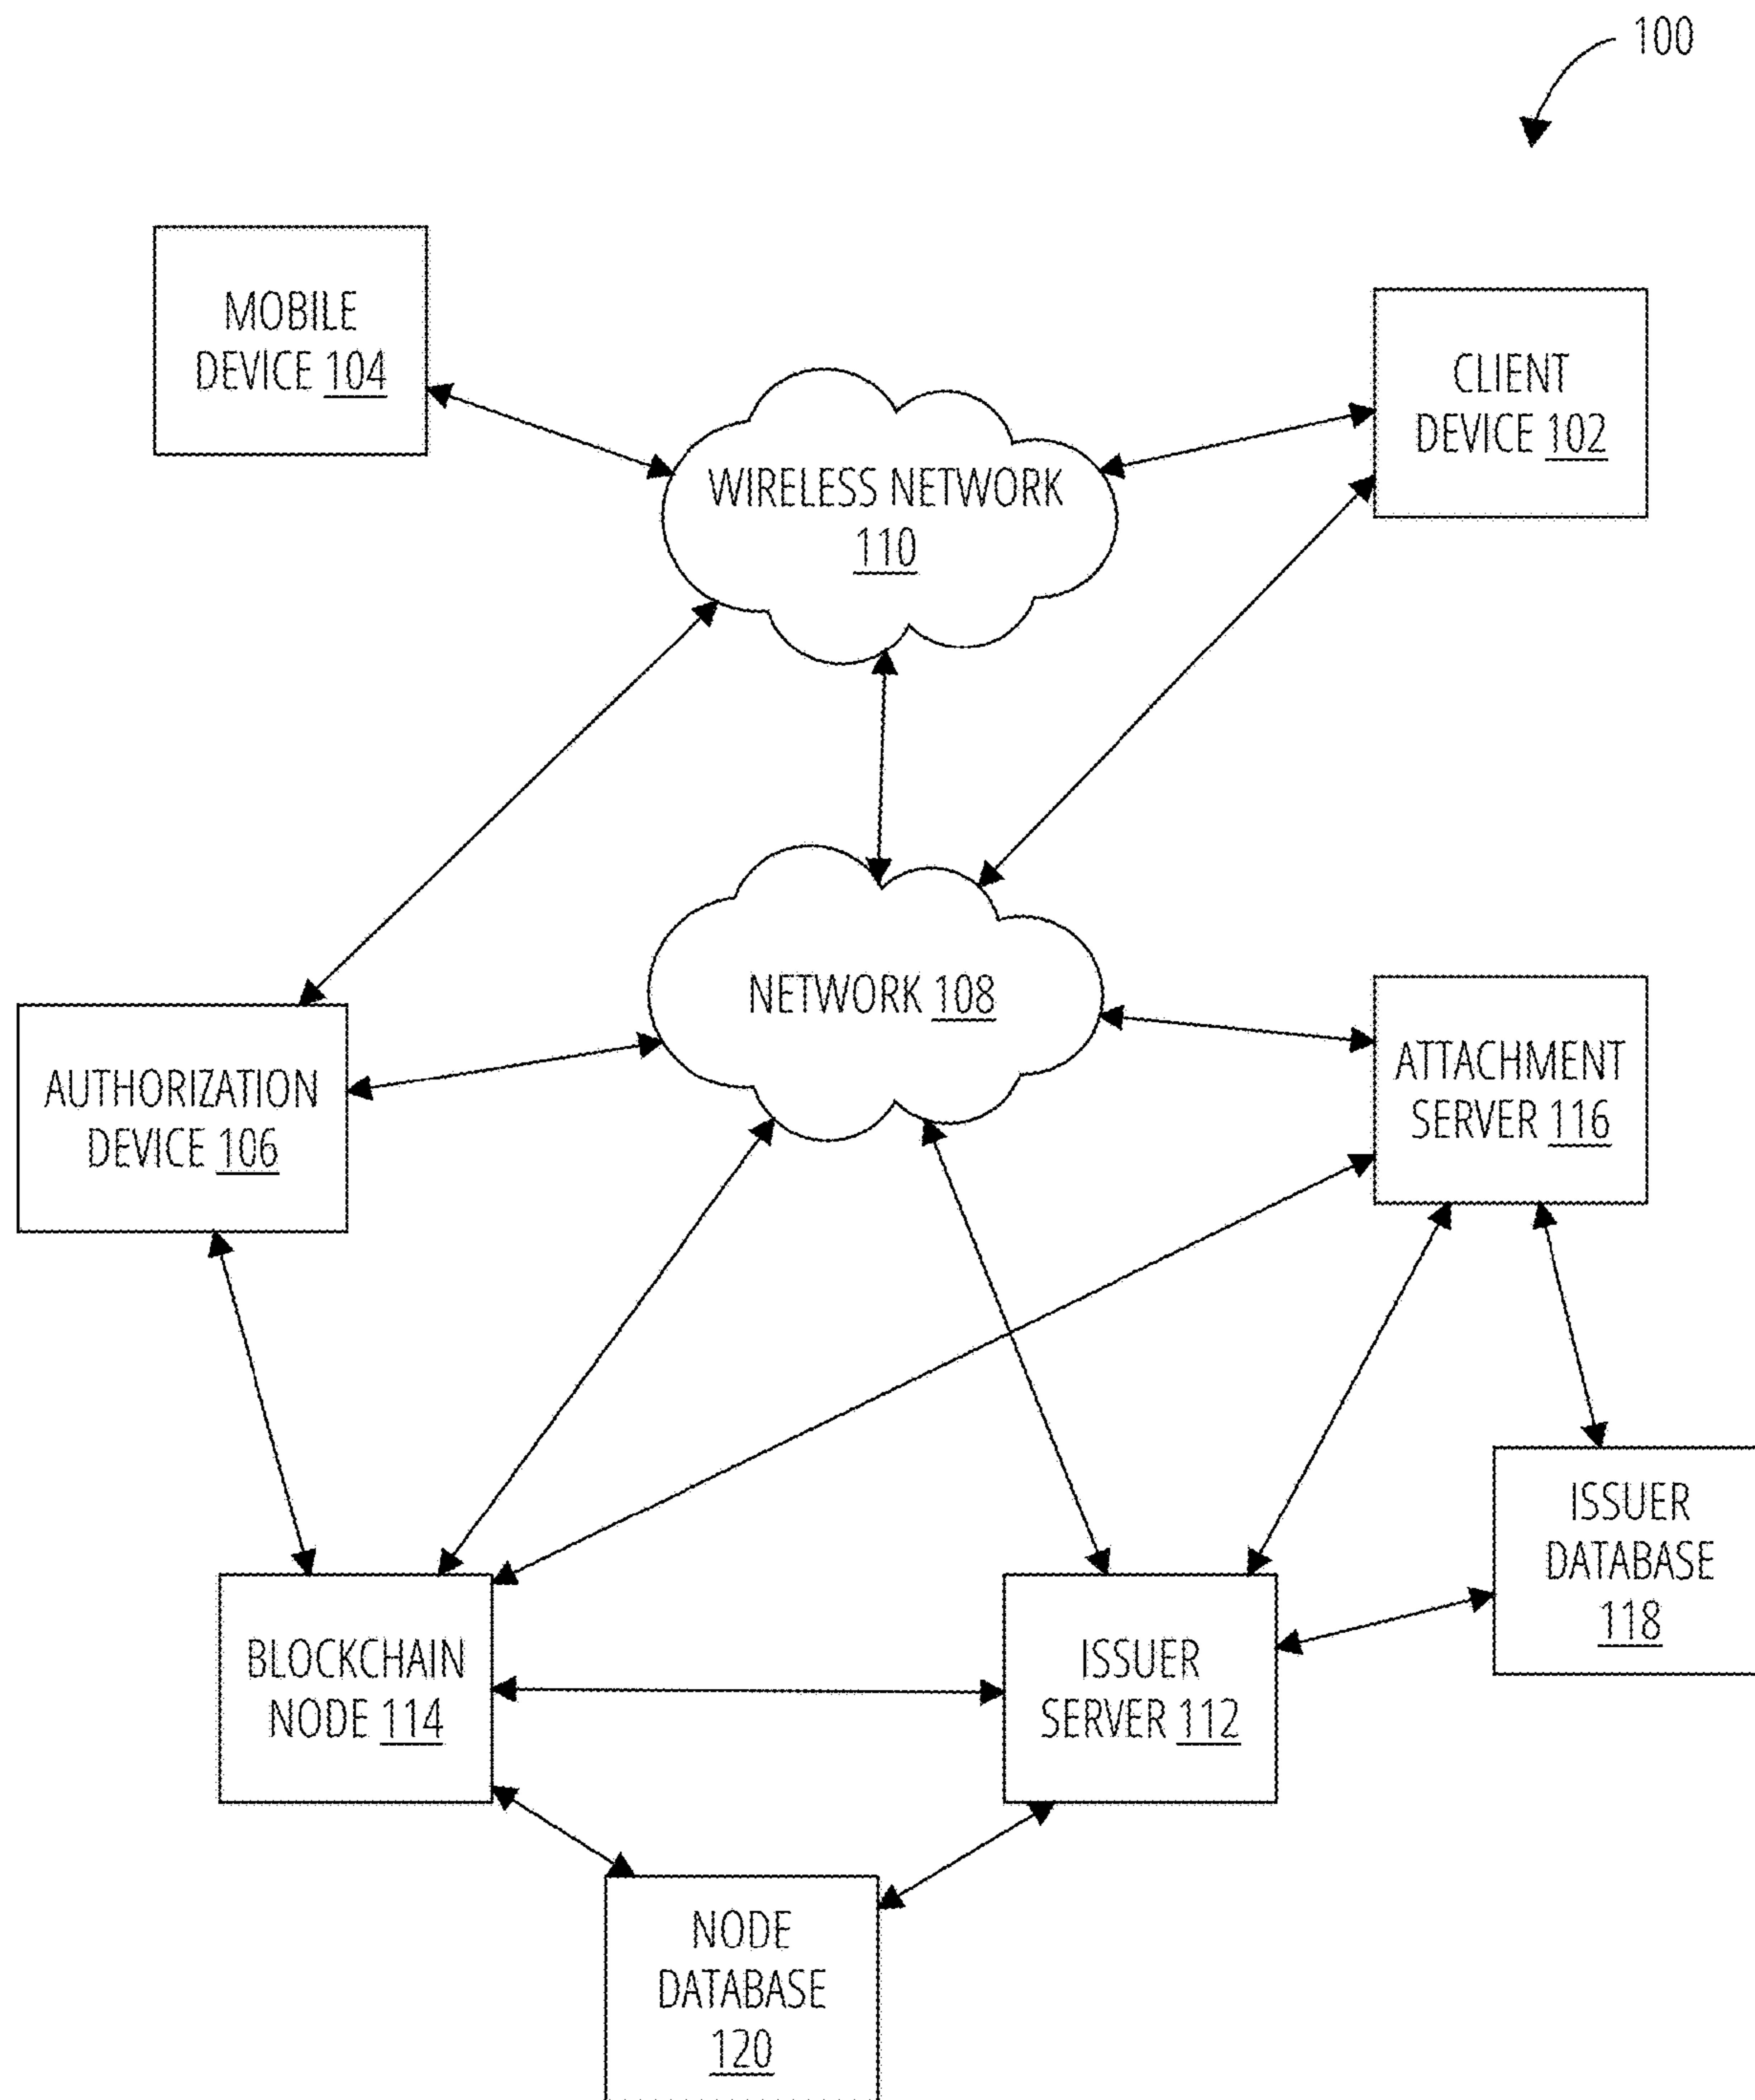 100
MOBILE
DEVICE 104
CLIENT
DEVICE 102
WIRELESS NETWORK
110
NETWORK 108
AUTHORIZATION
DEVICE 106
ATTACHMENT
SERVER 116
ISSUER
DATABASE
118
BLOCKCHAIN
NODE 114
ISSUER
SERVER 112
NODE
DATABASE
120